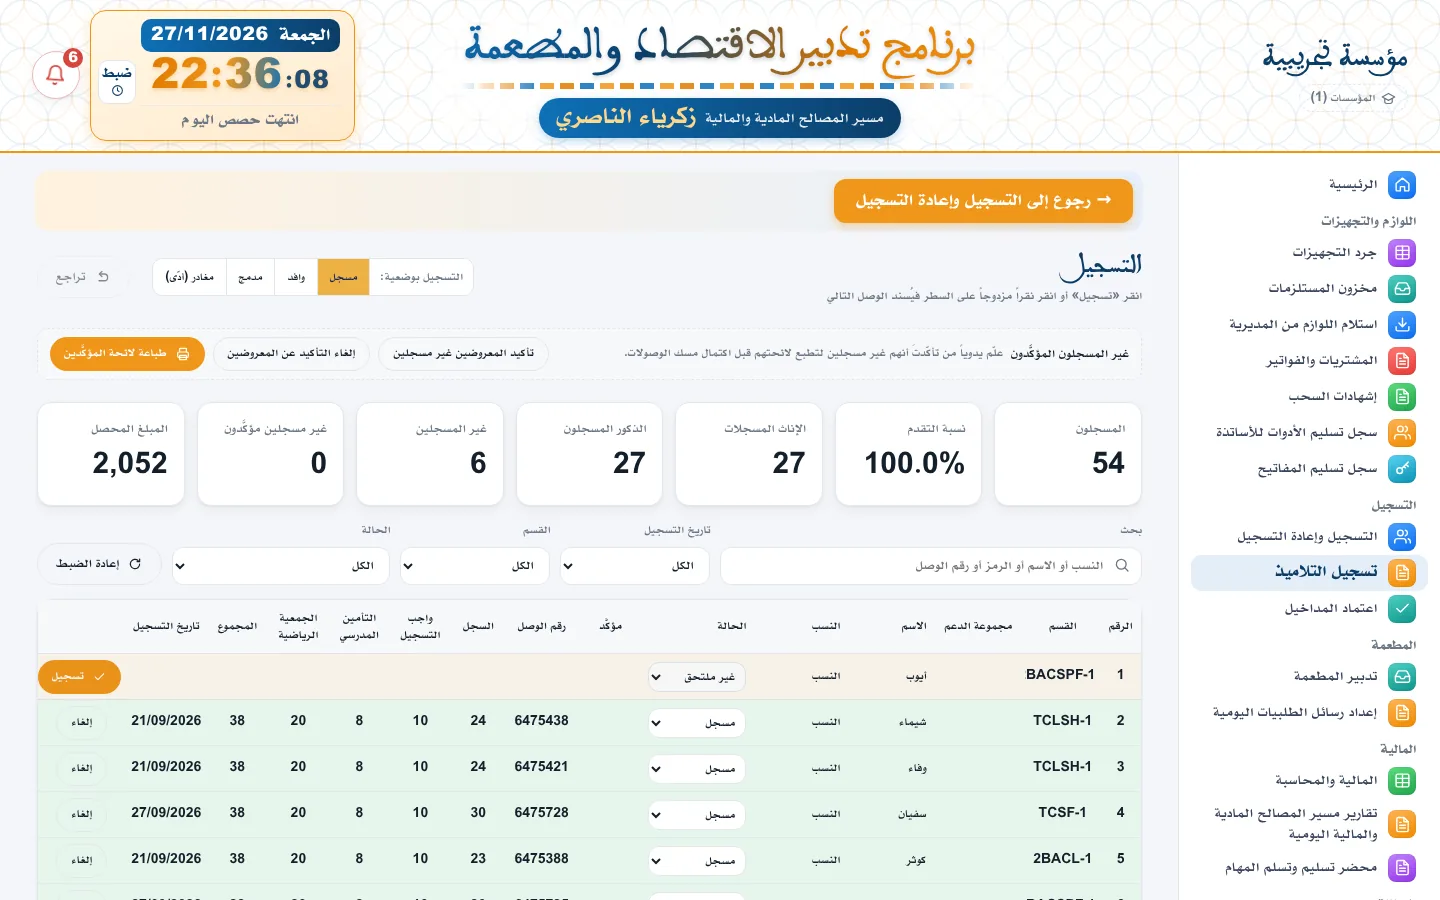 مؤسسة تجريبية
المؤسسات (1)
برنامج تدبير الاقتصاد والمطعمة
مسير المصالح المادية والمالية زكرياء الناصري
الجمعة 27/11/2026
22:36:08
ضبط
انتهت حصص اليوم
6
الرئيسية
اللوازم والتجهيزات
جرد التجهيزات
مخزون المستلزمات
استلام اللوازم من المديرية
المشتريات والفواتير
إشهادات السحب
سجل تسليم الأدوات للأساتذة
سجل تسليم المفاتيح
التسجيل
التسجيل وإعادة التسجيل
تسجيل التلاميذ
اعتماد المداخيل
المطعمة
تدبير المطعمة
إعداد رسائل الطلبيات اليومية
المالية
المالية والمحاسبة
تقارير مسير المصالح المادية
والمالية اليومية
محضر تسليم وتسلم المهام
→ رجوع إلى التسجيل وإعادة التسجيل
التسجيل
انقر «تسجيل» أو انقر نقراً مزدوجاً على السطر فيُسند الوصل التالي
التسجيل بوضعية: مسجل وافد مدمج مغادر (أدّى)
تراجع
غير المسجلون المؤكَّدون علّم يدوياً من تأكّدتَ أنهم غير مسجلين لتطبع لائحتهم قبل اكتمال مسك الوصولات.
تأكيد المعروضين غير مسجلين
إلغاء التأكيد عن المعروضين
طباعة لائحة المؤكَّدين
المسجلون
54
نسبة التقدم
100.0%
الإناث المسجلات
27
الذكور المسجلون
27
غير المسجلين
6
غير مسجلين مؤكَّدون
0
المبلغ المحصل
2,052
بحث
النسب أو الاسم أو الرمز أو رقم الوصل
تاريخ التسجيل
الكل
القسم
الكل
الحالة
الكل
إعادة الضبط
الرقم القسم مجموعة الدعم الاسم النسب الحالة مؤكّد رقم الوصل السجل واجب التسجيل التأمين المدرسي الجمعية الرياضية المجموع تاريخ التسجيل
1 BACSPF-1 أيوب النسب غير ملتحق تسجيل
2 TCLSH-1 شيماء النسب مسجل 6475438 24 10 8 20 38 21/09/2026 إلغاء
3 TCLSH-1 وفاء النسب مسجل 6475421 24 10 8 20 38 21/09/2026 إلغاء
4 TCSF-1 سفيان النسب مسجل 6475728 30 10 8 20 38 27/09/2026 إلغاء
5 2BACL-1 كوثر النسب مسجل 6475388 23 10 8 20 38 21/09/2026 إلغاء